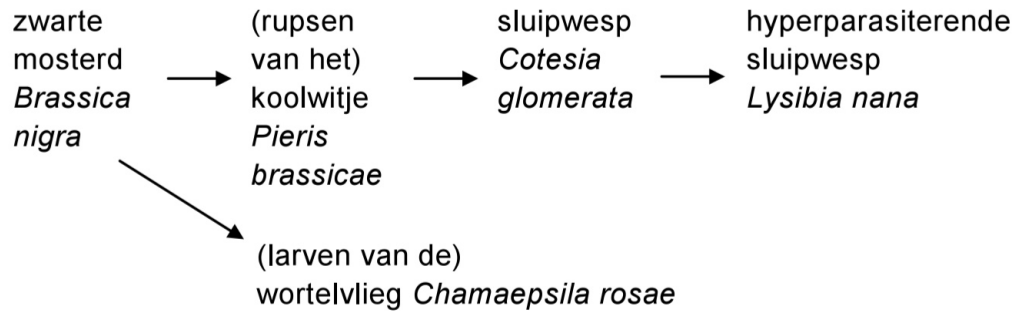 zwarte
mosterd
Brassica
nigra
(rupsen
van het)
koolwitje
Pieris
brassicae
sluipwesp
Cotesia
glomerata
hyperparasiterende
sluipwesp
Lysibia nana
(larven van de)
wortelvlieg Chamaepsila rosae